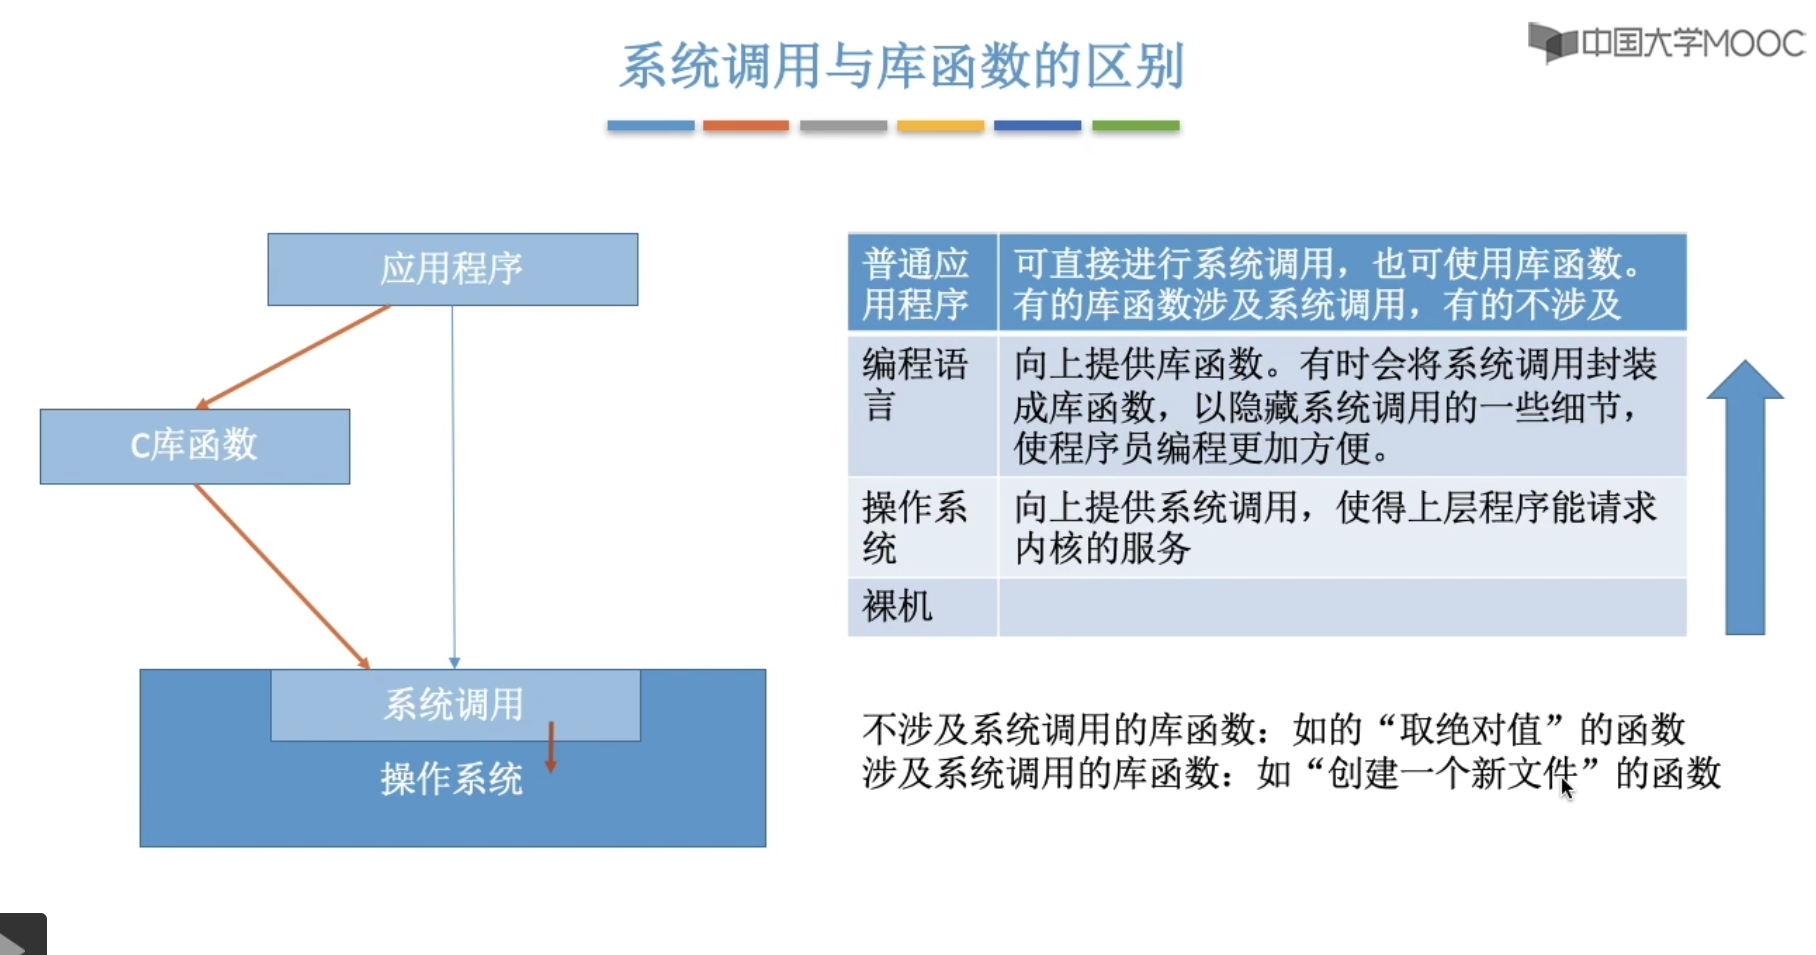 中国大学MOOC
系统调用与库函数的区别
应用程序
C库函数
系统调用
操作系统
普通应
用程序
可直接进行系统调用，也可使用库函数。
有的库函数涉及系统调用，有的不涉及
编程语
言
向上提供库函数。有时会将系统调用封装
成库函数，以隐藏系统调用的一些细节，
使程序员编程更加方便。
操作系
统
向上提供系统调用，使得上层程序能请求
内核的服务
裸机
不涉及系统调用的库函数：如的“取绝对值”的函数
涉及系统调用的库函数：如“创建一个新文件”的函数